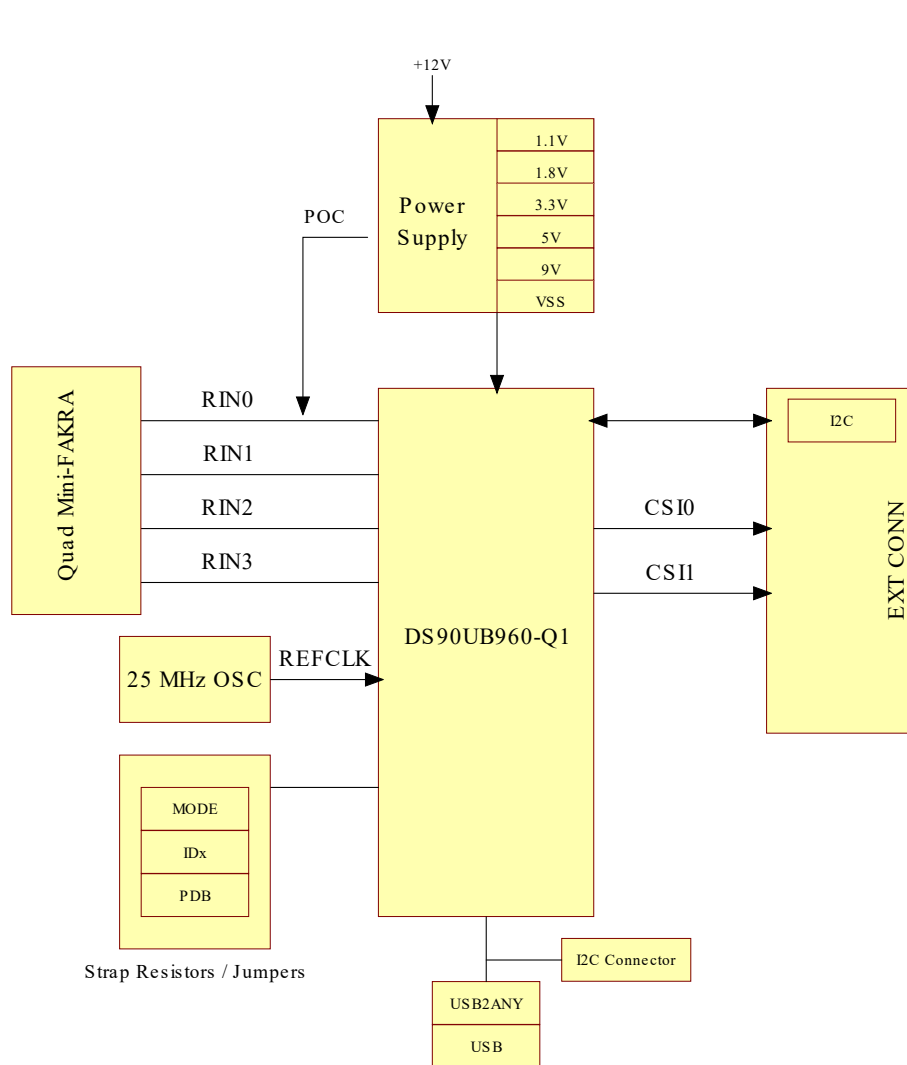 +12V
Power
Supply
1.1V
1.8V
3.3V
5V
9V
VSS
POC
Quad Mini-FAKRA
RIN0
RIN1
RIN2
RIN3
DS90UB960-Q1
I2C
CSI0
CSI1
EXT CONN
25 MHz OSC
REFCLK
MODE
IDx
PDB
Strap Resistors / Jumpers
I2C Connector
USB2ANY
USB